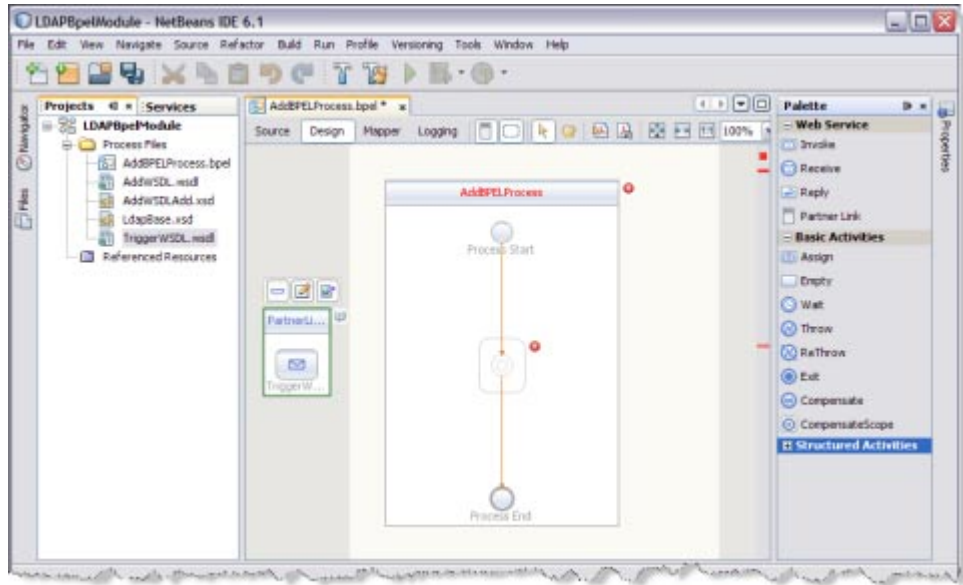 LDAPBpelModule - NetBeans IDE 6.1
File Edit View Navigate Source Refactor Build Run Profile Versioning Tools Window Help
Projects Services
LDAPBpelModule
Process Files
AddBPELProcess.bpel
AddWSDL.wsdl
AddWSDLAdd.xsd
LdapBase.xsd
TriggerWSDL.wsdl
Referenced Resources
Navigator
Files
AddBPELProcess.bpel *
Source Design Mapper Logging 100%
AddBPELProcess
Process Start
PartnerLi...
TriggerW...
Process End
Palette
Web Service
Invoke
Receive
Reply
Partner Link
Basic Activities
Assign
Empty
Wait
Throw
ReThrow
Exit
Compensate
CompensateScope
Structured Activities
Properties